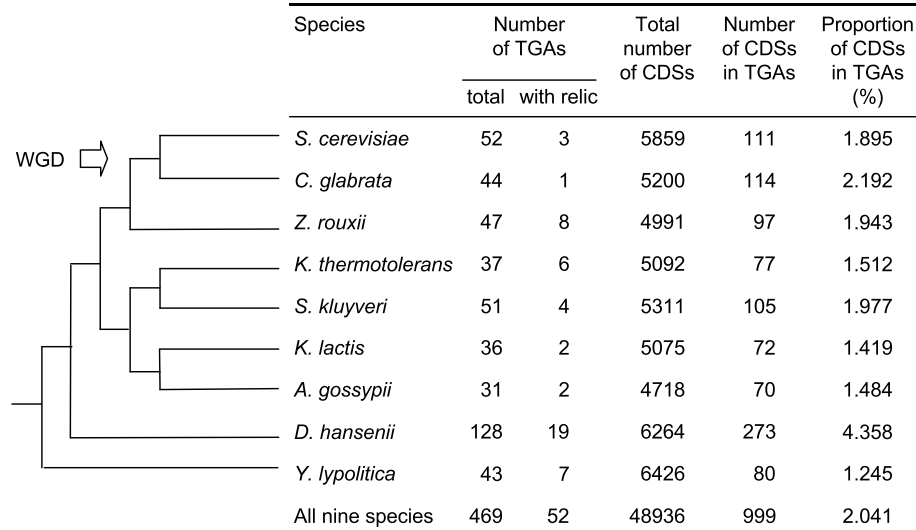 Species Number Total Number Proportion
of TGAs number of CDSs of CDSs
of CDSs in TGAs in TGAs
total with relic (%)
S. cerevisiae 52 3 5859 111 1.895
WGD
C. glabrata 44 1 5200 114 2.192
Z. rouxii 47 8 4991 97 1.943
K. thermotolerans 37 6 5092 77 1.512
S. kluyveri 51 4 5311 105 1.977
K. lactis 36 2 5075 72 1.419
A. gossypii 31 2 4718 70 1.484
D. hansenii 128 19 6264 273 4.358
Y. lypolitica 43 7 6426 80 1.245
All nine species 469 52 48936 999 2.041